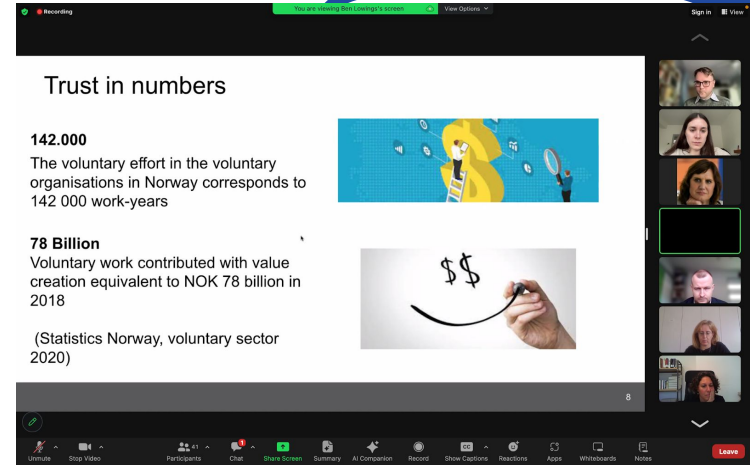 Recording
You are viewing Ben Lowings's screen
View Options
Sign in
View
Trust in numbers
142.000
The voluntary effort in the voluntary
organisations in Norway corresponds to
142 000 work-years
78 Billion
Voluntary work contributed with value
creation equivalent to NOK 78 billion in
2018
(Statistics Norway, voluntary sector
2020)
$$
8
41
1
CC
Unmute
Stop Video
Participants
Chat
Share Screen
Summary
AI Companion
Record
Show Captions
Reactions
Apps
Whiteboards
Notes
Leave